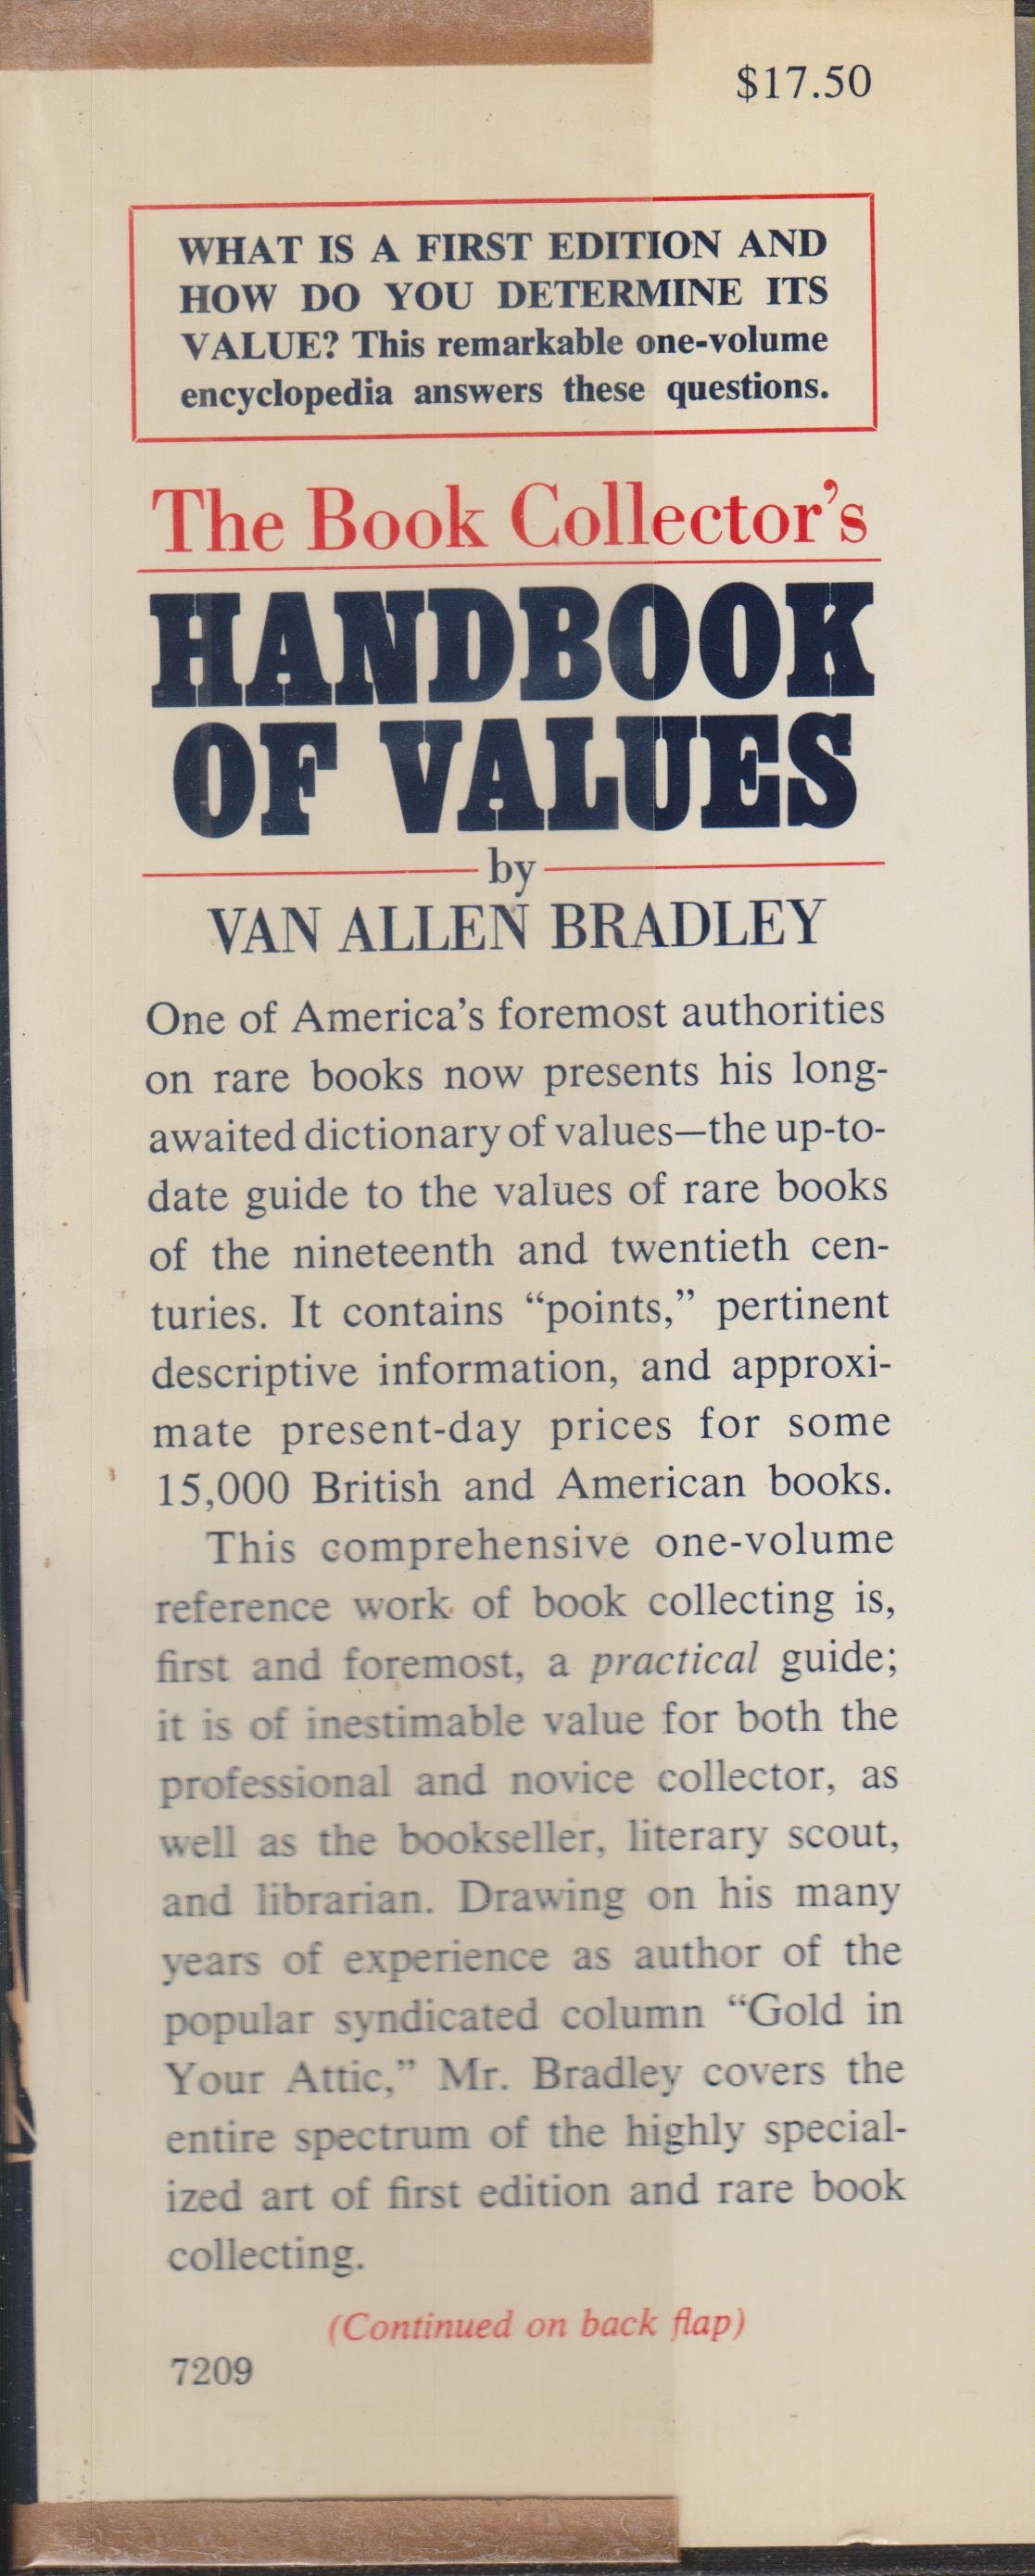 $17.50
WHAT IS A FIRST EDITION AND
HOW DO YOU DETERMINE ITS
VALUE? This remarkable one-volume
encyclopedia answers these questions.
The Book Collector's
HANDBOOK
OF VALUES
by
VAN ALLEN BRADLEY
One of America's foremost authorities
on rare books now presents his long-
awaited dictionary of values—the up-to-
date guide to the values of rare books
of the nineteenth and twentieth cen-
turies. It contains “points,” pertinent
descriptive information, and approxi-
mate present-day prices for some
15,000 British and American books.
This comprehensive one-volume
reference work of book collecting is,
first and foremost, a practical guide;
it is of inestimable value for both the
professional and novice collector, as
well as the bookseller, literary scout,
and librarian. Drawing on his many
years of experience as author of the
popular syndicated column “Gold in
Your Attic,” Mr. Bradley covers the
entire spectrum of the highly special-
ized art of first edition and rare book
collecting.
(Continued on back flap)
7209